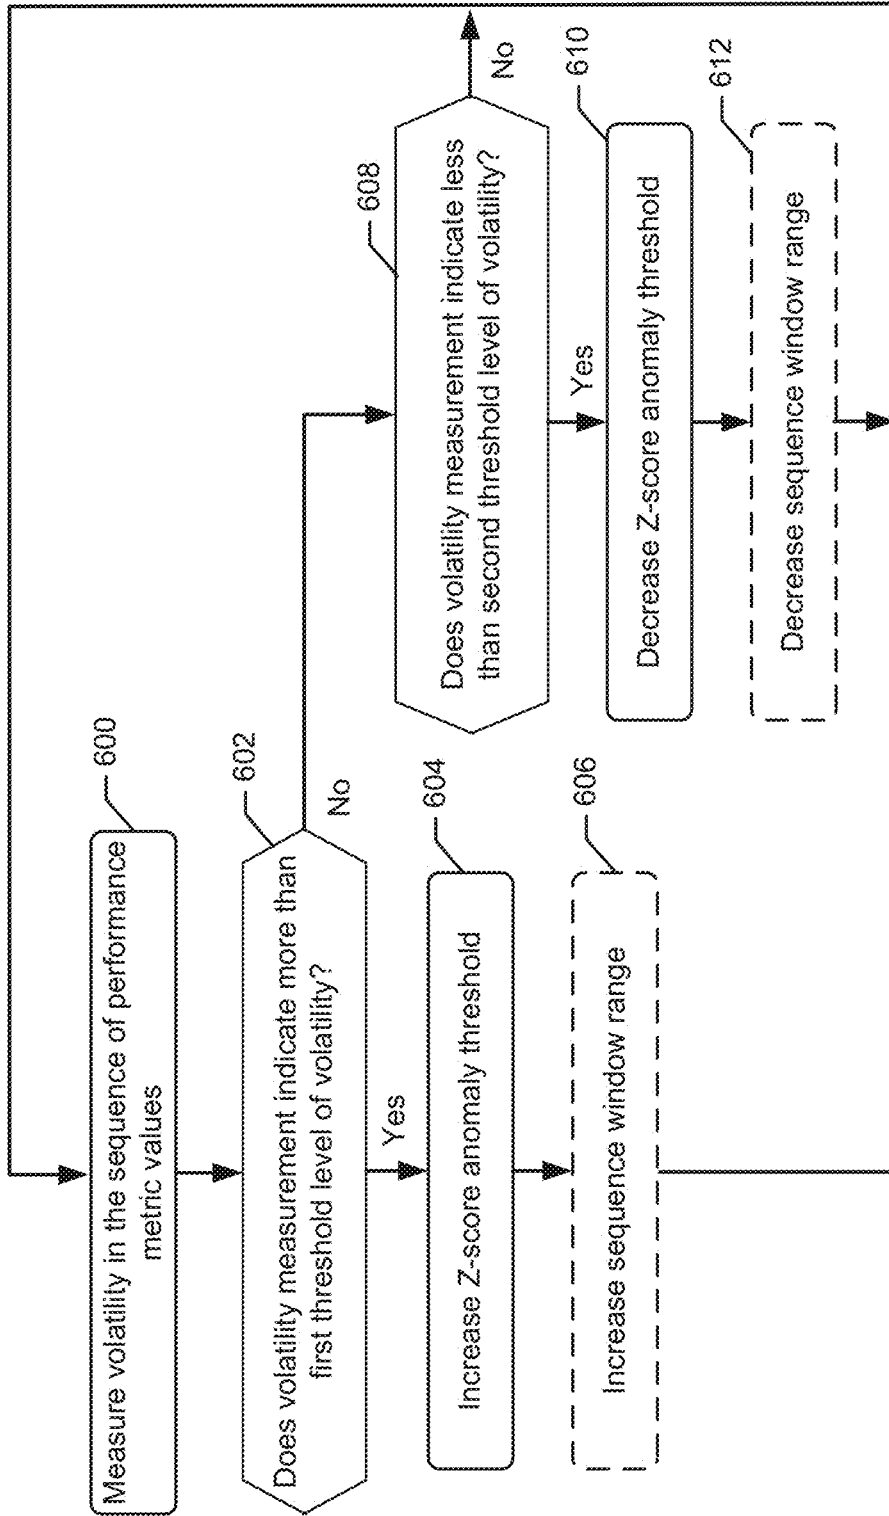 600
Measure volatility in the sequence of performance
metric values
602
Does volatility measurement indicate more than
first threshold level of volatility?
No
Yes
604
Increase Z-score anomaly threshold
606
Increase sequence window range
608
Does volatility measurement indicate less
than second threshold level of volatility?
No
Yes
610
Decrease Z-score anomaly threshold
612
Decrease sequence window range